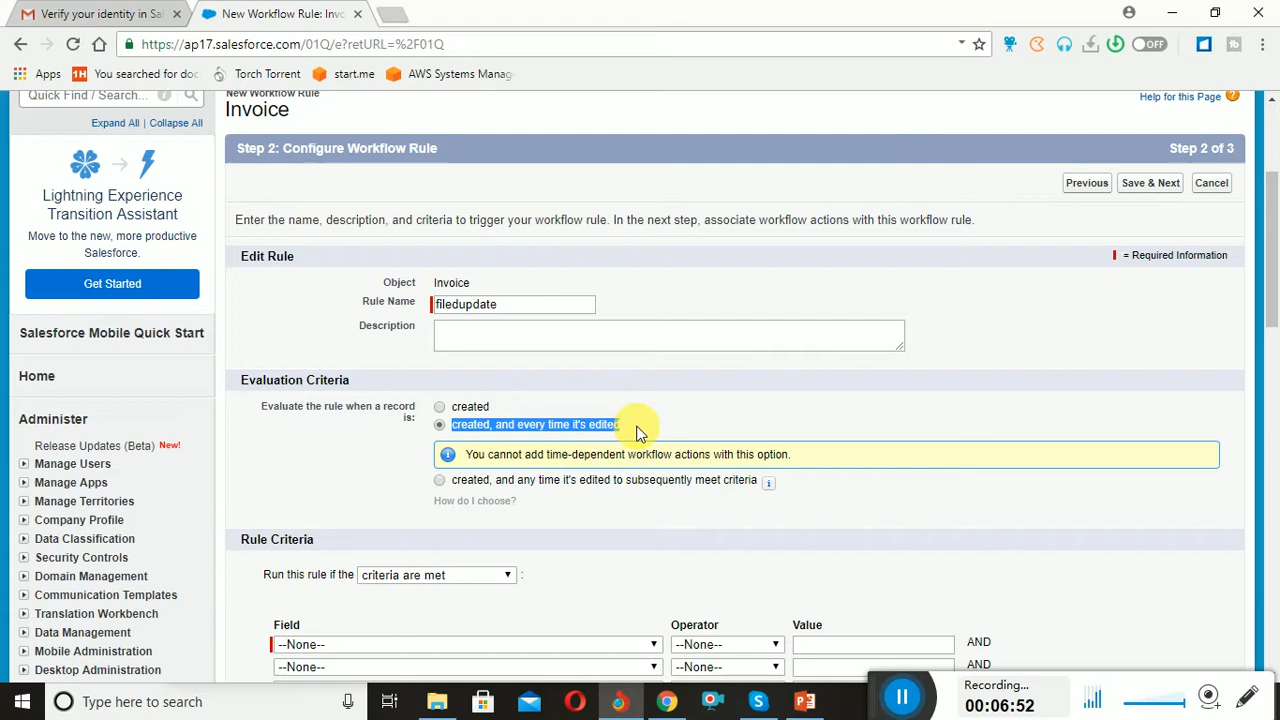 Verify your identity in Sa
New Workflow Rule: Invo
https://ap17.salesforce.com/01Q/e?retURL=%2F01Q
OFF
Apps
1H
You searched for doc
Torch Torrent
start.me
AWS Systems Manag
Quick Find / Search...
Expand All | Collapse All
Lightning Experience
Transition Assistant
Move to the new, more productive
Salesforce.
Get Started
Salesforce Mobile Quick Start
Home
Administer
Release Updates (Beta) New!
Manage Users
Manage Apps
Manage Territories
Company Profile
Data Classification
Security Controls
Domain Management
Communication Templates
Translation Workbench
Data Management
Mobile Administration
Desktop Administration
New Workflow Rule
Invoice
Help for this Page
Step 2: Configure Workflow Rule
Step 2 of 3
Previous
Save & Next
Cancel
Enter the name, description, and criteria to trigger your workflow rule. In the next step, associate workflow actions with this workflow rule.
Edit Rule
= Required Information
Object Invoice
Rule Name filedupdate
Description
Evaluation Criteria
Evaluate the rule when a record
is:
created
created, and every time it's edited
You cannot add time-dependent workflow actions with this option.
created, and any time it's edited to subsequently meet criteria
How do I choose?
Rule Criteria
Run this rule if the criteria are met :
Field Operator Value
--None-- --None-- AND
--None-- --None-- AND
Type here to search
Recording...
00:06:52